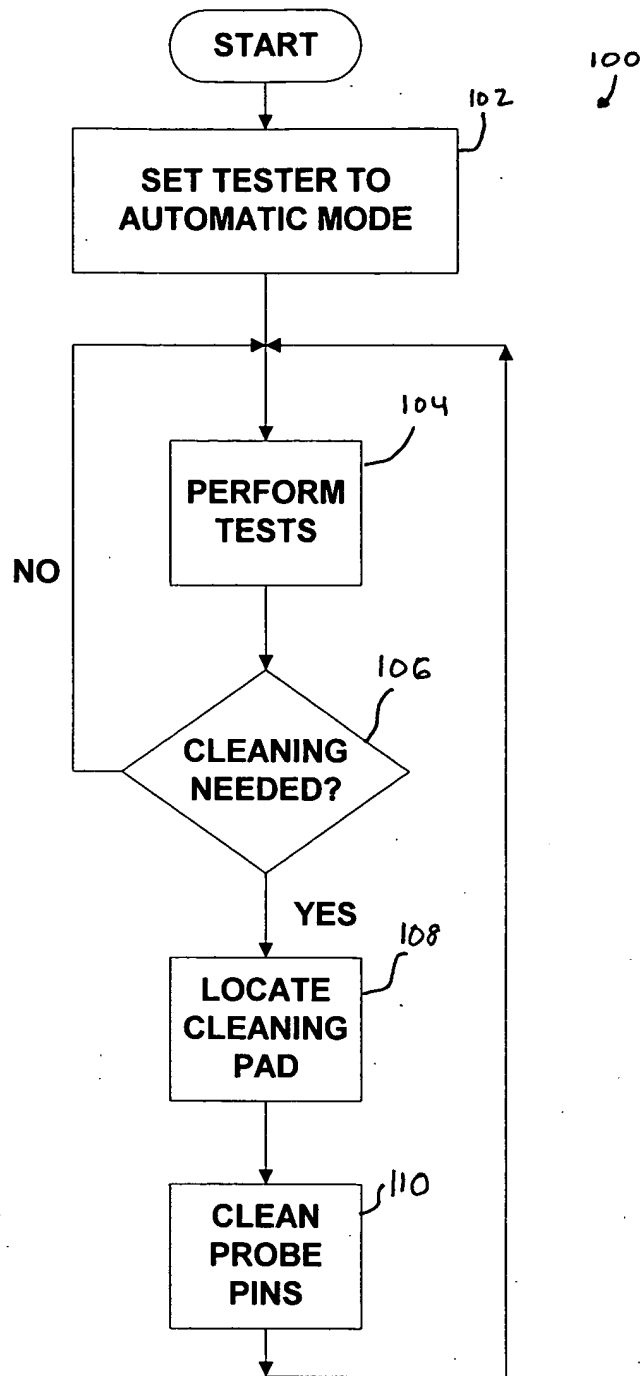 START
100
102
SET TESTER TO
AUTOMATIC MODE
104
PERFORM
TESTS
NO
106
CLEANING
NEEDED?
YES
108
LOCATE
CLEANING
PAD
110
CLEAN
PROBE
PINS